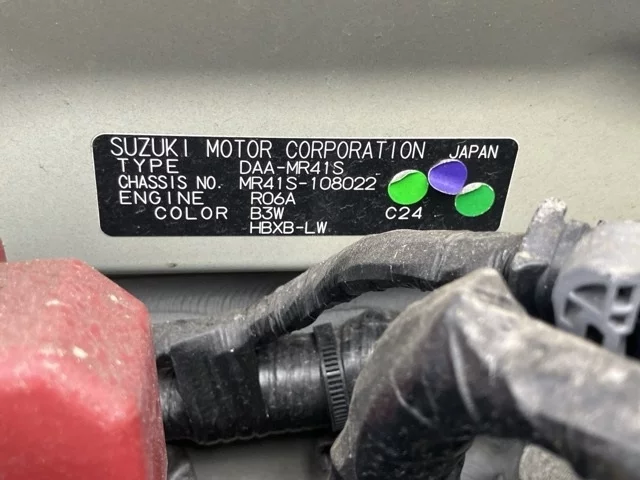 SUZUKI MOTOR CORPORATION JAPAN
TYPE DAA-MR41S
CHASSIS NO. MR41S-108022
ENGINE R06A
COLOR B3W C24
HBXB-LW